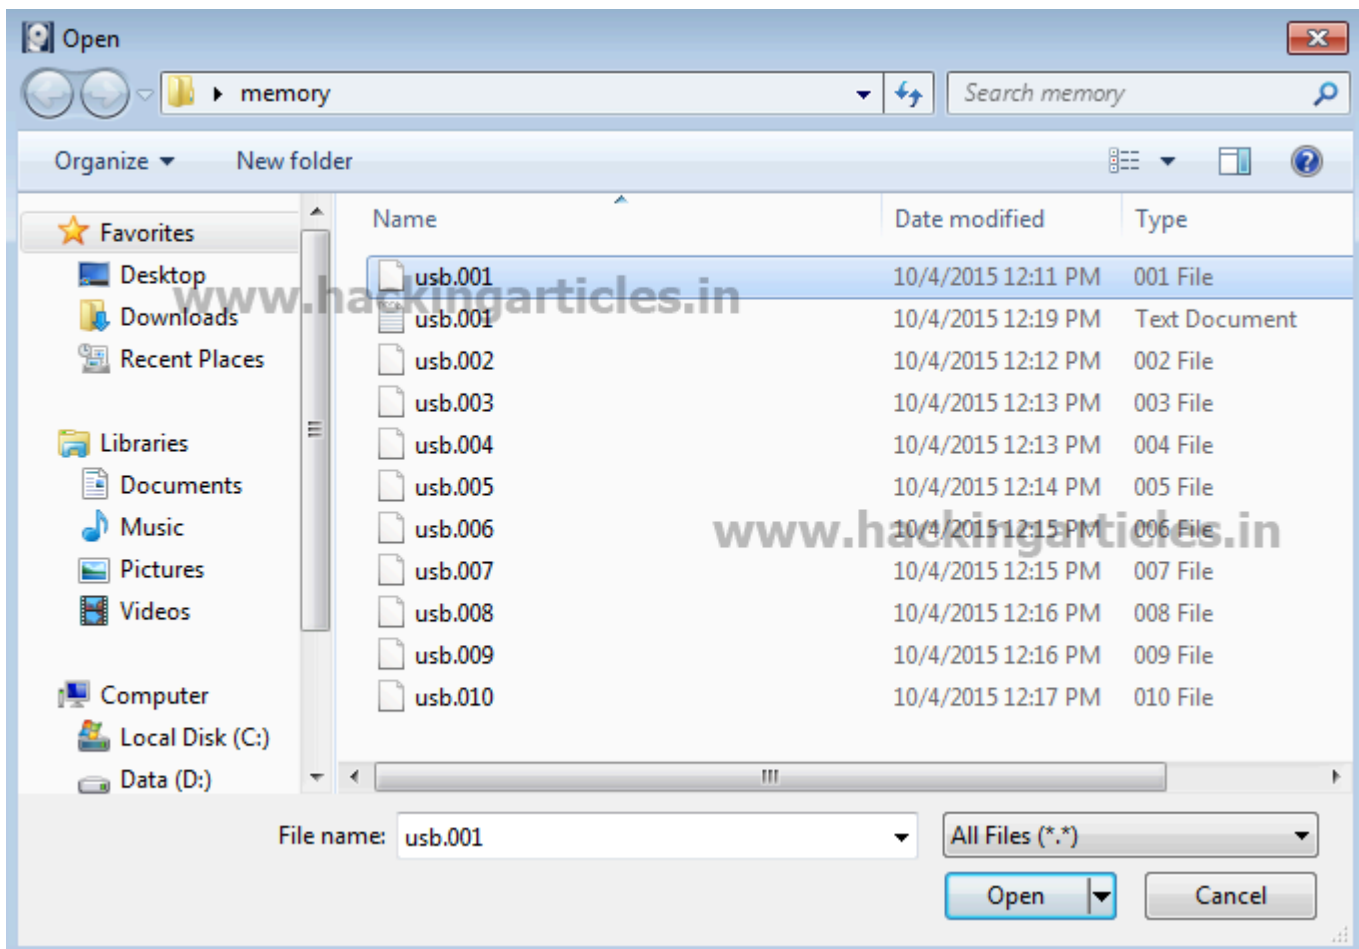 Open
memory
Search memory
Organize
New folder
Name
Date modified
Type
Favorites
Desktop
Downloads
Recent Places
Libraries
Documents
Music
Pictures
Videos
Computer
Local Disk (C:)
Data (D:)
usb.001 10/4/2015 12:11 PM 001 File
www.hackingarticles.in
usb.001 10/4/2015 12:19 PM Text Document
usb.002 10/4/2015 12:12 PM 002 File
usb.003 10/4/2015 12:13 PM 003 File
usb.004 10/4/2015 12:13 PM 004 File
usb.005 10/4/2015 12:14 PM 005 File
usb.006 10/4/2015 12:15 PM 006 File
www.hackingarticles.in
usb.007 10/4/2015 12:15 PM 007 File
usb.008 10/4/2015 12:16 PM 008 File
usb.009 10/4/2015 12:16 PM 009 File
usb.010 10/4/2015 12:17 PM 010 File
File name: usb.001
All Files (*.*)
Open
Cancel